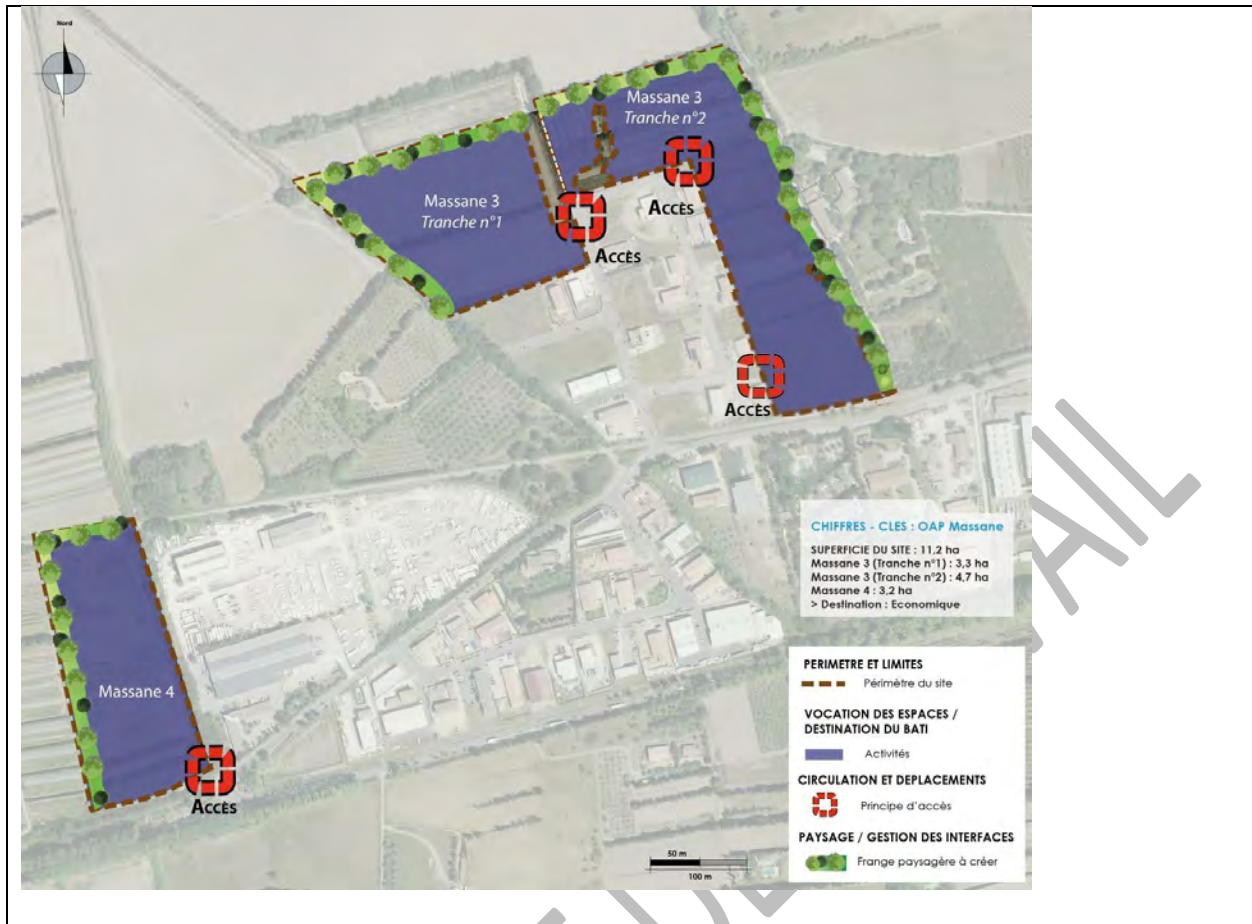 Nord
Massane 3
Tranche n°2
Massane 3
Tranche n°1
ACCÈS
ACCÈS
ACCÈS
CHIFFRES - CLES : OAP Massane
SUPERFICIE DU SITE : 11,2 ha
Massane 3 (Tranche n°1) : 3,3 ha
Massane 3 (Tranche n°2) : 4,7 ha
Massane 4 : 3,2 ha
> Destination : Economique
Massane 4
ACCÈS
PERIMETRE ET LIMITES
Périmètre du site
VOCATION DES ESPACES /
DESTINATION DU BATI
Activités
CIRCULATION ET DEPLACEMENTS
Principe d'accès
PAYSAGE / GESTION DES INTERFACES
Frange paysagère à créer
50 m
100 m